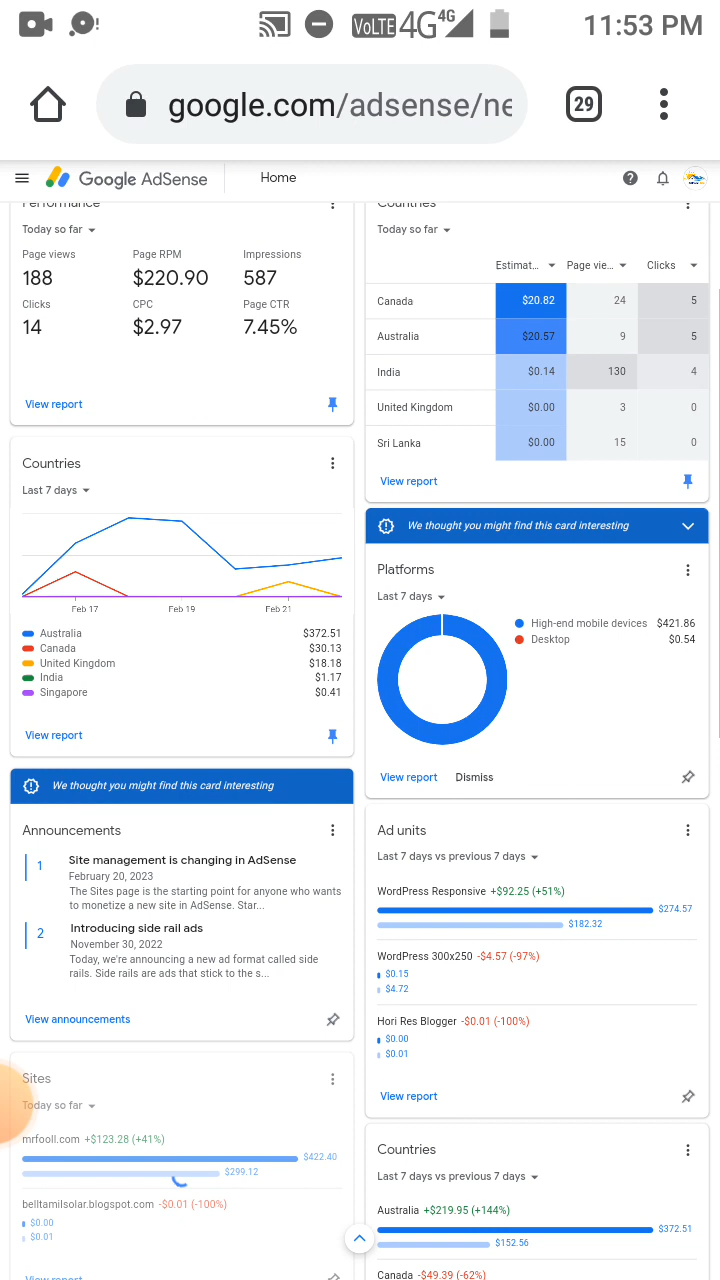 VoLTE 4G 4G 11:53 PM
google.com/adsense/ne
29
Google AdSense Home
Performance
Today so far
Page views Page RPM Impressions
188 $220.90 587
Clicks CPC Page CTR
14 $2.97 7.45%
View report
Countries
Today so far
Estimat... Page vie... Clicks
Canada $20.82 24 5
Australia $20.57 9 5
India $0.14 130 4
United Kingdom $0.00 3 0
Sri Lanka $0.00 15 0
View report
Countries
Last 7 days
Feb 17 Feb 19 Feb 21
Australia $372.51
Canada $30.13
United Kingdom $18.18
India $1.17
Singapore $0.41
View report
We thought you might find this card interesting
Platforms
Last 7 days
High-end mobile devices $421.86
Desktop $0.54
View report Dismiss
We thought you might find this card interesting
Announcements
1 Site management is changing in AdSense
February 20, 2023
The Sites page is the starting point for anyone who wants
to monetize a new site in AdSense. Star...
2 Introducing side rail ads
November 30, 2022
Today, we're announcing a new ad format called side
rails. Side rails are ads that stick to the s...
View announcements
Ad units
Last 7 days vs previous 7 days
WordPress Responsive +$92.25 (+51%)
$274.57
$182.32
WordPress 300x250 -$4.57 (-97%)
$0.15
$4.72
Hori Res Blogger -$0.01 (-100%)
$0.00
$0.01
View report
Sites
Today so far
mrfooll.com +$123.28 (+41%)
$422.40
$299.12
belltamilsolar.blogspot.com -$0.01 (-100%)
$0.00
$0.01
View report
Countries
Last 7 days vs previous 7 days
Australia +$219.95 (+144%)
$372.51
$152.56
Canada -$49.39 (-62%)